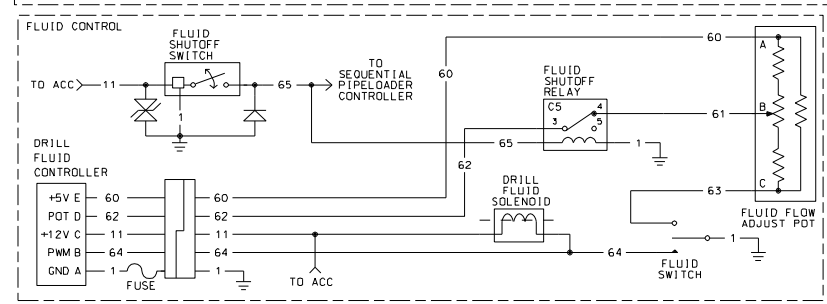 FLUID CONTROL
FLUID
SHUTOFF
SWITCH
TO ACC
11
1
65
TO
SEQUENTIAL
PIPELOADER
CONTROLLER
60
60
A
FLUID
SHUTOFF
RELAY
C5
4
3
5
61
B
65
1
62
63
C
FLUID FLOW
ADJUST POT
DRILL
FLUID
CONTROLLER
+5V E
60
60
POT D
62
62
+12V C
11
11
PWM B
64
64
GND A
1
1
FUSE
TO ACC
DRILL
FLUID
SOLENOID
64
1
FLUID
SWITCH